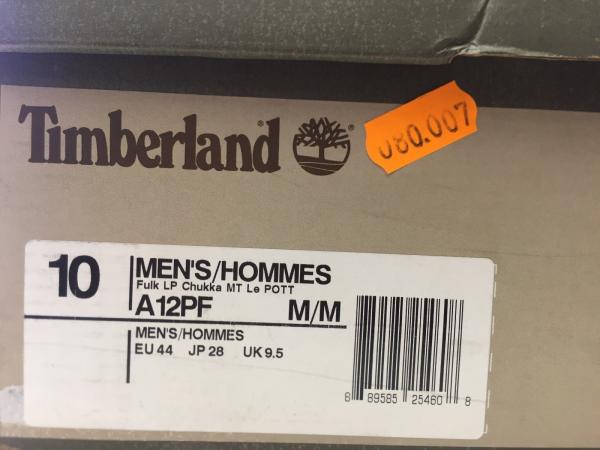 Timberland®
080.007
10
MEN'S/HOMMES
Fulk LP Chukka MT Le POTT
A12PF M/M
MEN'S/HOMMES
EU 44 JP 28 UK 9.5
8 89585 25460 8